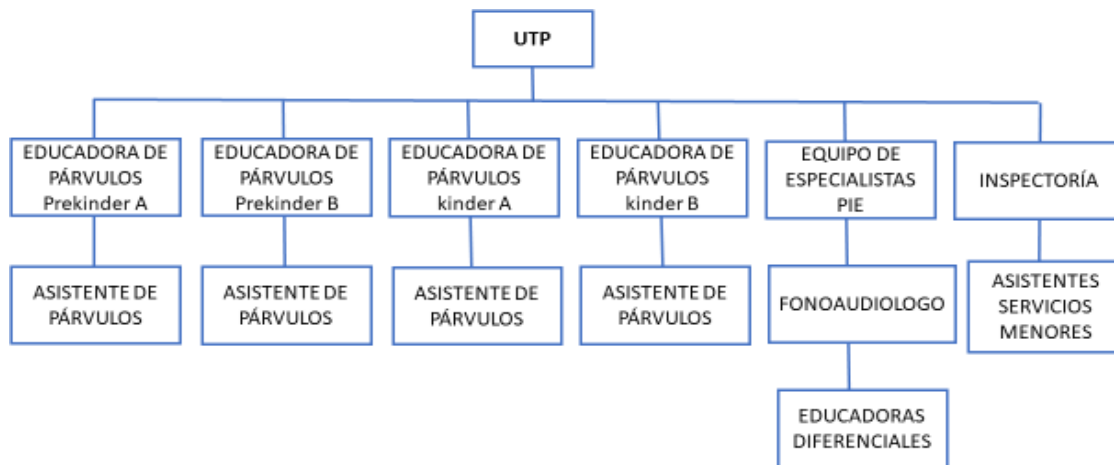 UTP
EDUCADORA DE
PÁRVULOS
Prekinder A
EDUCADORA DE
PÁRVULOS
Prekinder B
EDUCADORA DE
PÁRVULOS
kinder A
EDUCADORA DE
PÁRVULOS
kinder B
EQUIPO DE
ESPECIALISTAS
PIE
INSPECTORÍA
ASISTENTE DE
PÁRVULOS
ASISTENTE DE
PÁRVULOS
ASISTENTE DE
PÁRVULOS
ASISTENTE DE
PÁRVULOS
FONOAUDIOLOGO
ASISTENTES
SERVICIOS
MENORES
EDUCADORAS
DIFERENCIALES